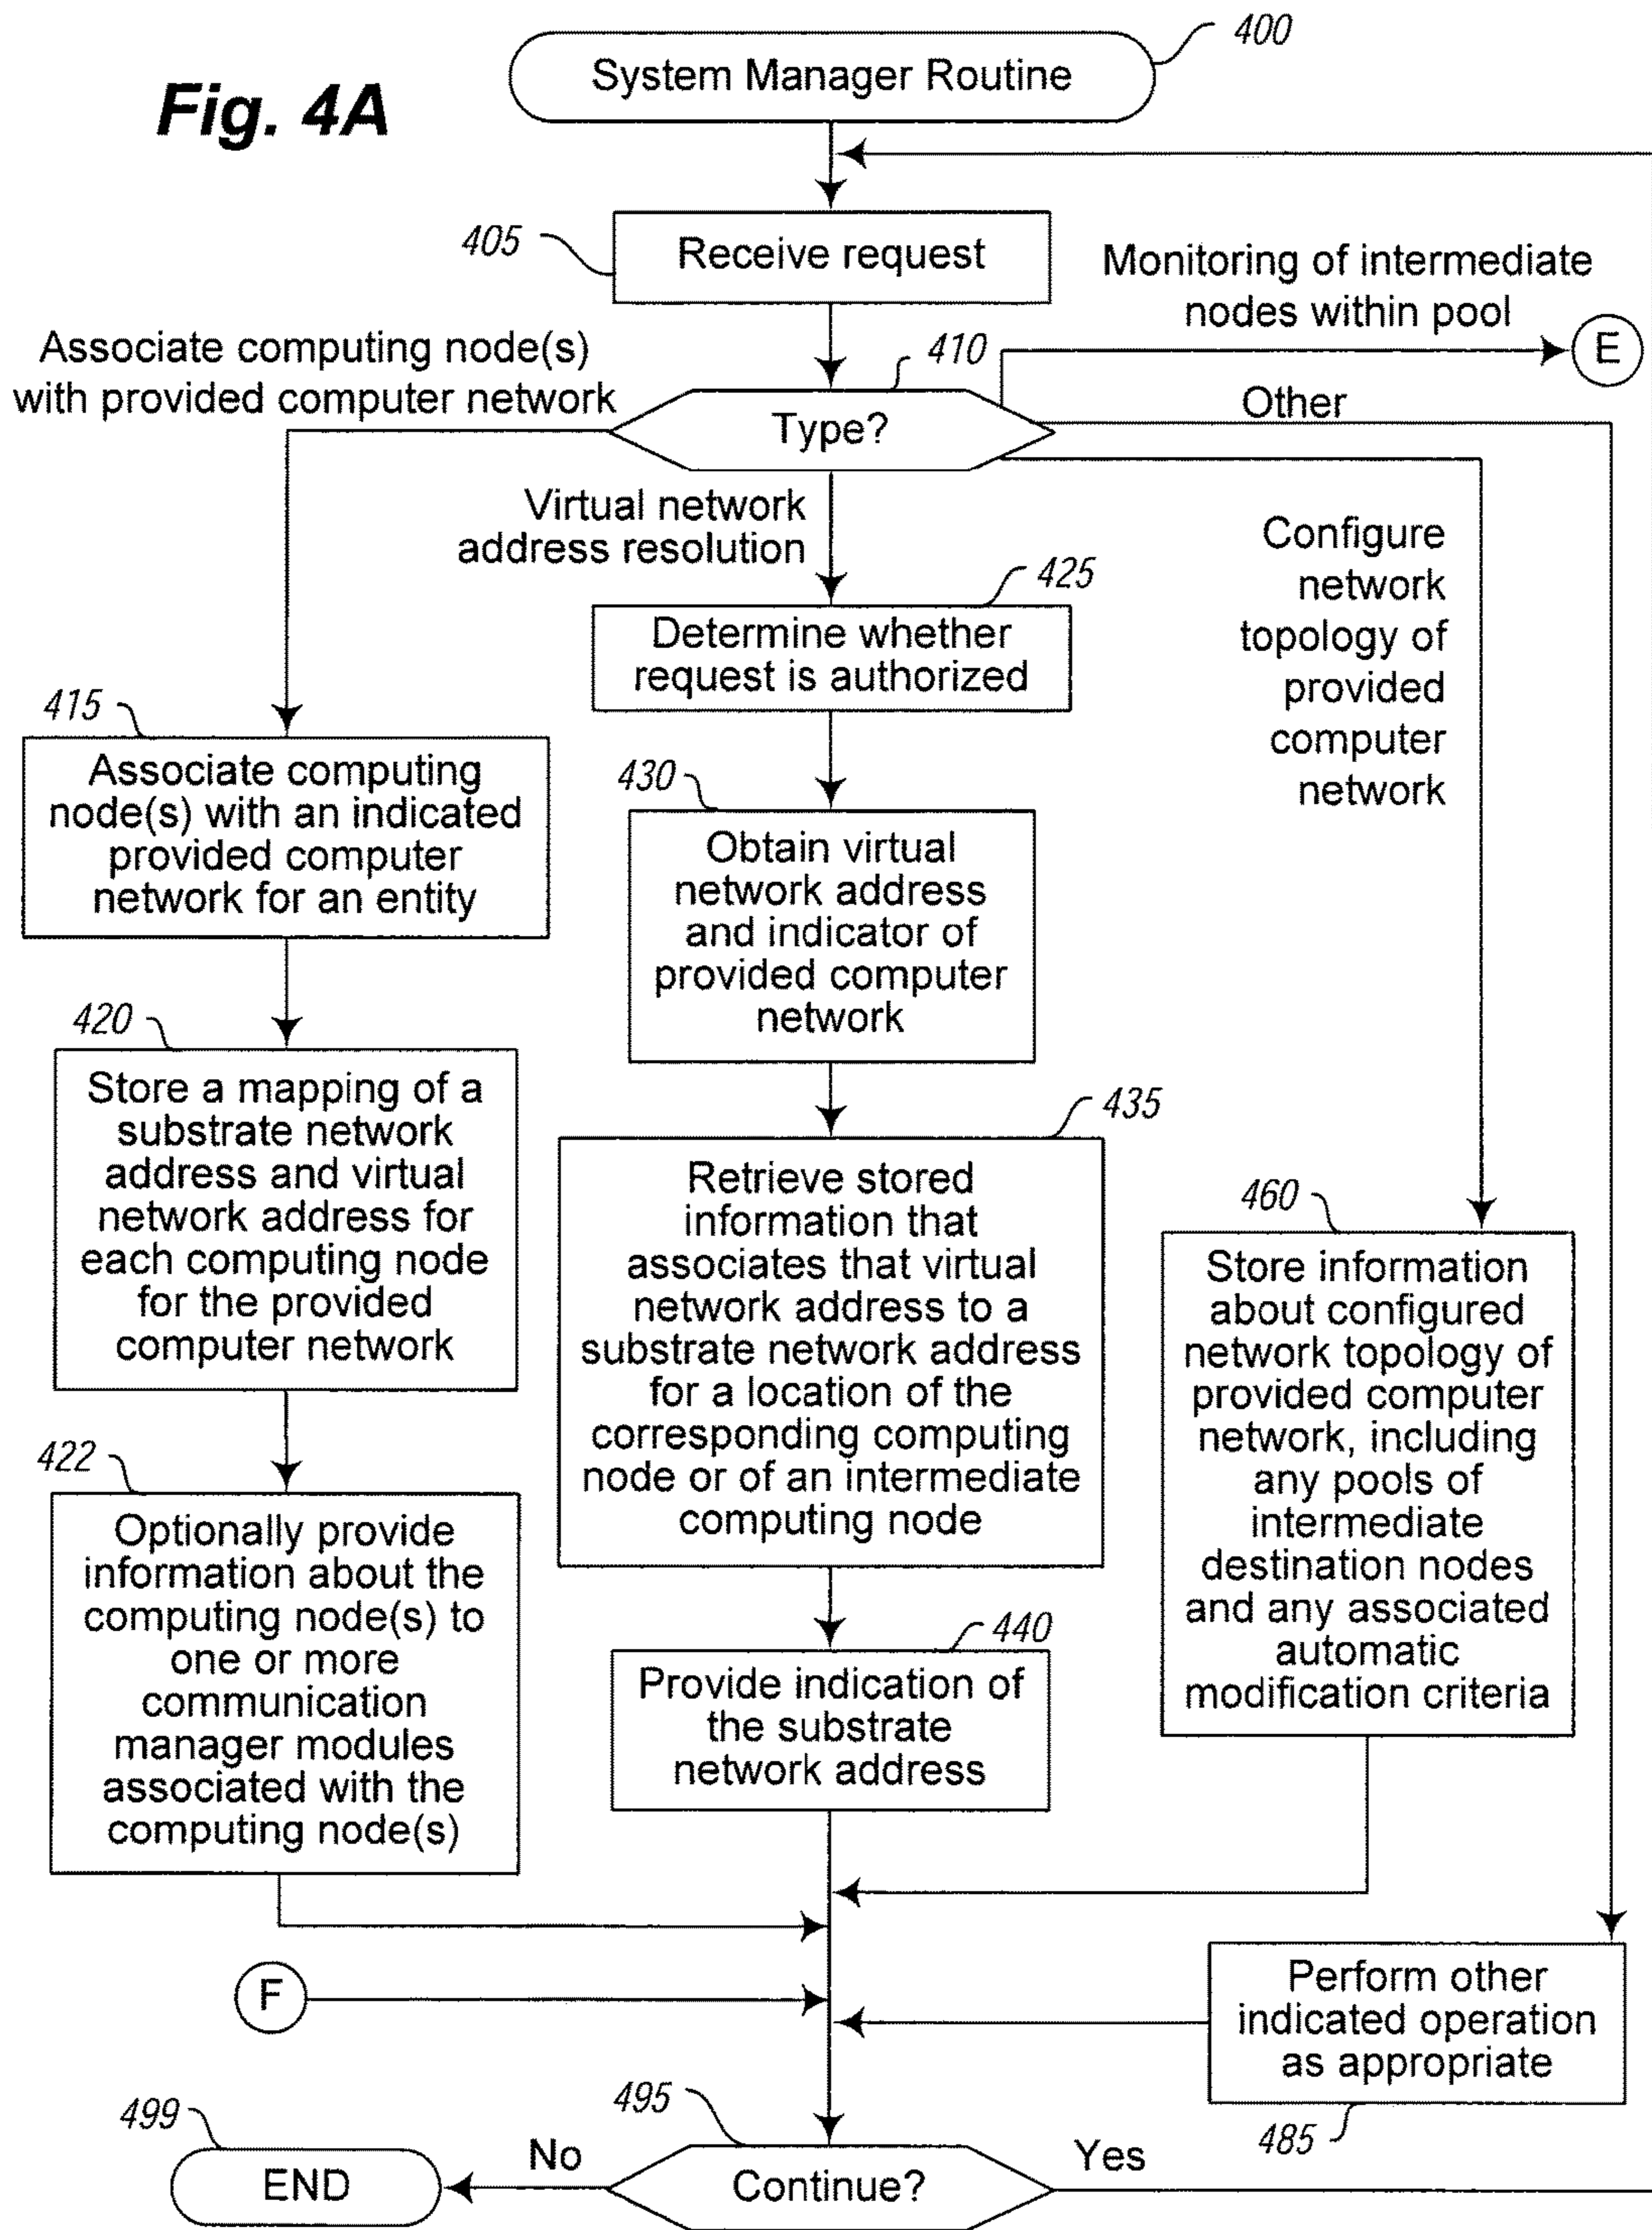 Fig. 4A
System Manager Routine
400
405
Receive request
Monitoring of intermediate
nodes within pool
E
Associate computing node(s)
with provided computer network
410
Type?
Other
Virtual network
address resolution
Configure
network
topology of
provided
computer
network
425
Determine whether
request is authorized
415
Associate computing
node(s) with an indicated
provided computer
network for an entity
430
Obtain virtual
network address
and indicator of
provided computer
network
420
Store a mapping of a
substrate network
address and virtual
network address for
each computing node
for the provided
computer network
435
Retrieve stored
information that
associates that virtual
network address to a
substrate network address
for a location of the
corresponding computing
node or of an intermediate
computing node
460
Store information
about configured
network topology of
provided computer
network, including
any pools of
intermediate
destination nodes
and any associated
automatic
modification criteria
422
Optionally provide
information about the
computing node(s) to
one or more
communication
manager modules
associated with the
computing node(s)
440
Provide indication of
the substrate
network address
F
Perform other
indicated operation
as appropriate
485
495
Continue?
Yes
No
499
END